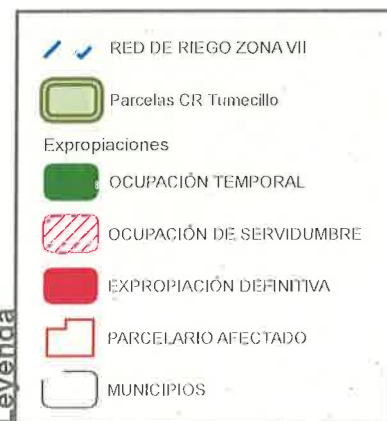 Leyenda
RED DE RIEGO ZONA VII
Parcelas CR Tumecillo
Expropiaciones
OCUPACIÓN TEMPORAL
OCUPACIÓN DE SERVIDUMBRE
EXPROPIACIÓN DEFINITIVA
PARCELARIO AFECTADO
MUNICIPIOS